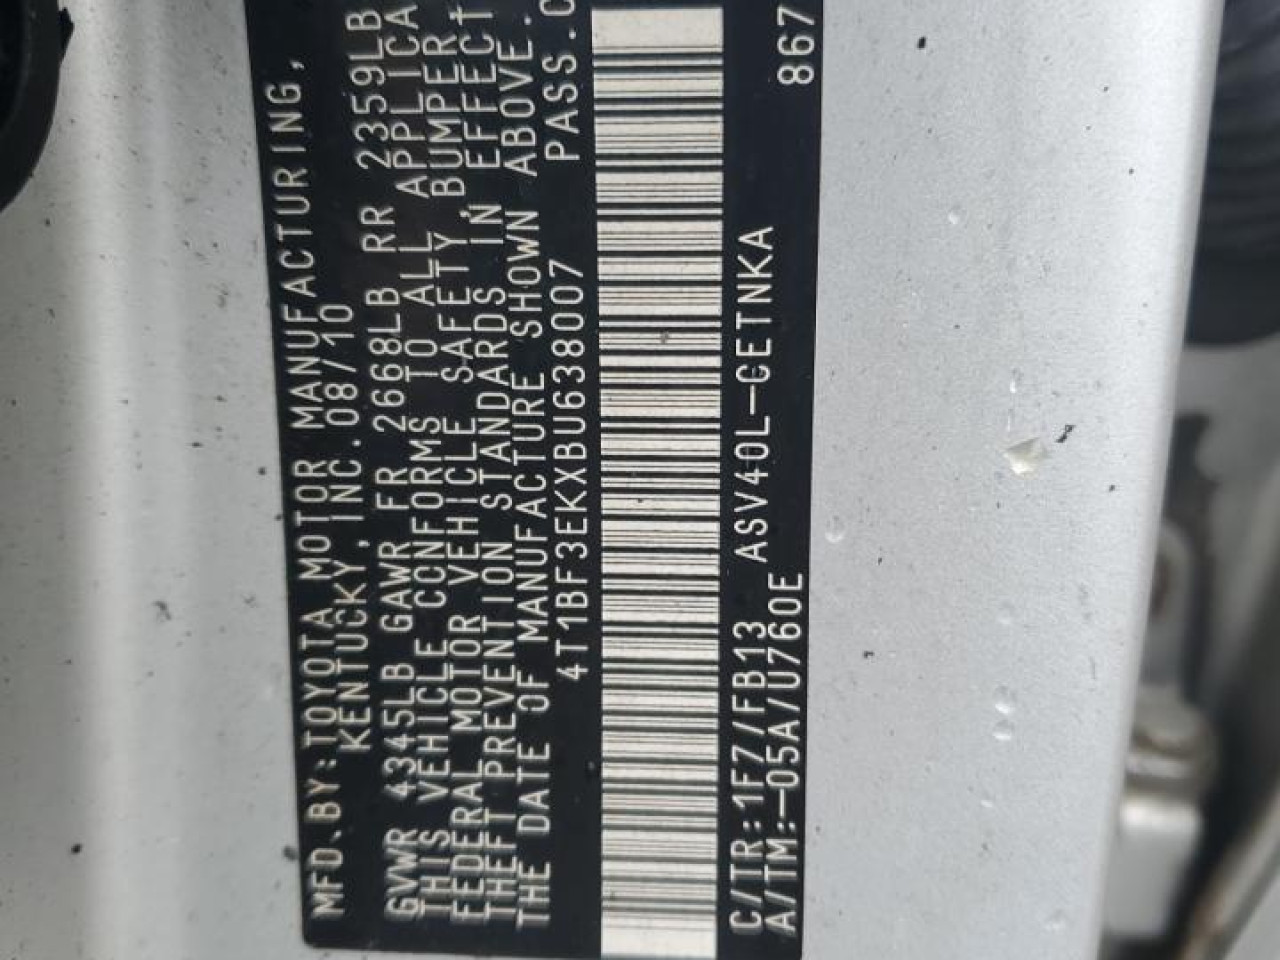 MFD.BY:TOYOTA MOTOR MANUFACTURING,
KENTUCKY,INC.08/10
GVWR 4345LB GAWR FR 2668LB RR 2359LB
THIS VEHICLE CONFORMS TO ALL APPLICA
FEDERAL MOTOR VEHICLE SAFETY,BUMPER
THEFT PREVENTION STANDARDS IN EFFECT
THE DATE OF MANUFACTURE SHOWN ABOVE.
4T1BF3EKXBU638007 PASS.C
C/TR:1F7/FB13 ASV40L-CETNKA 867
A/TM:-05A/U760E